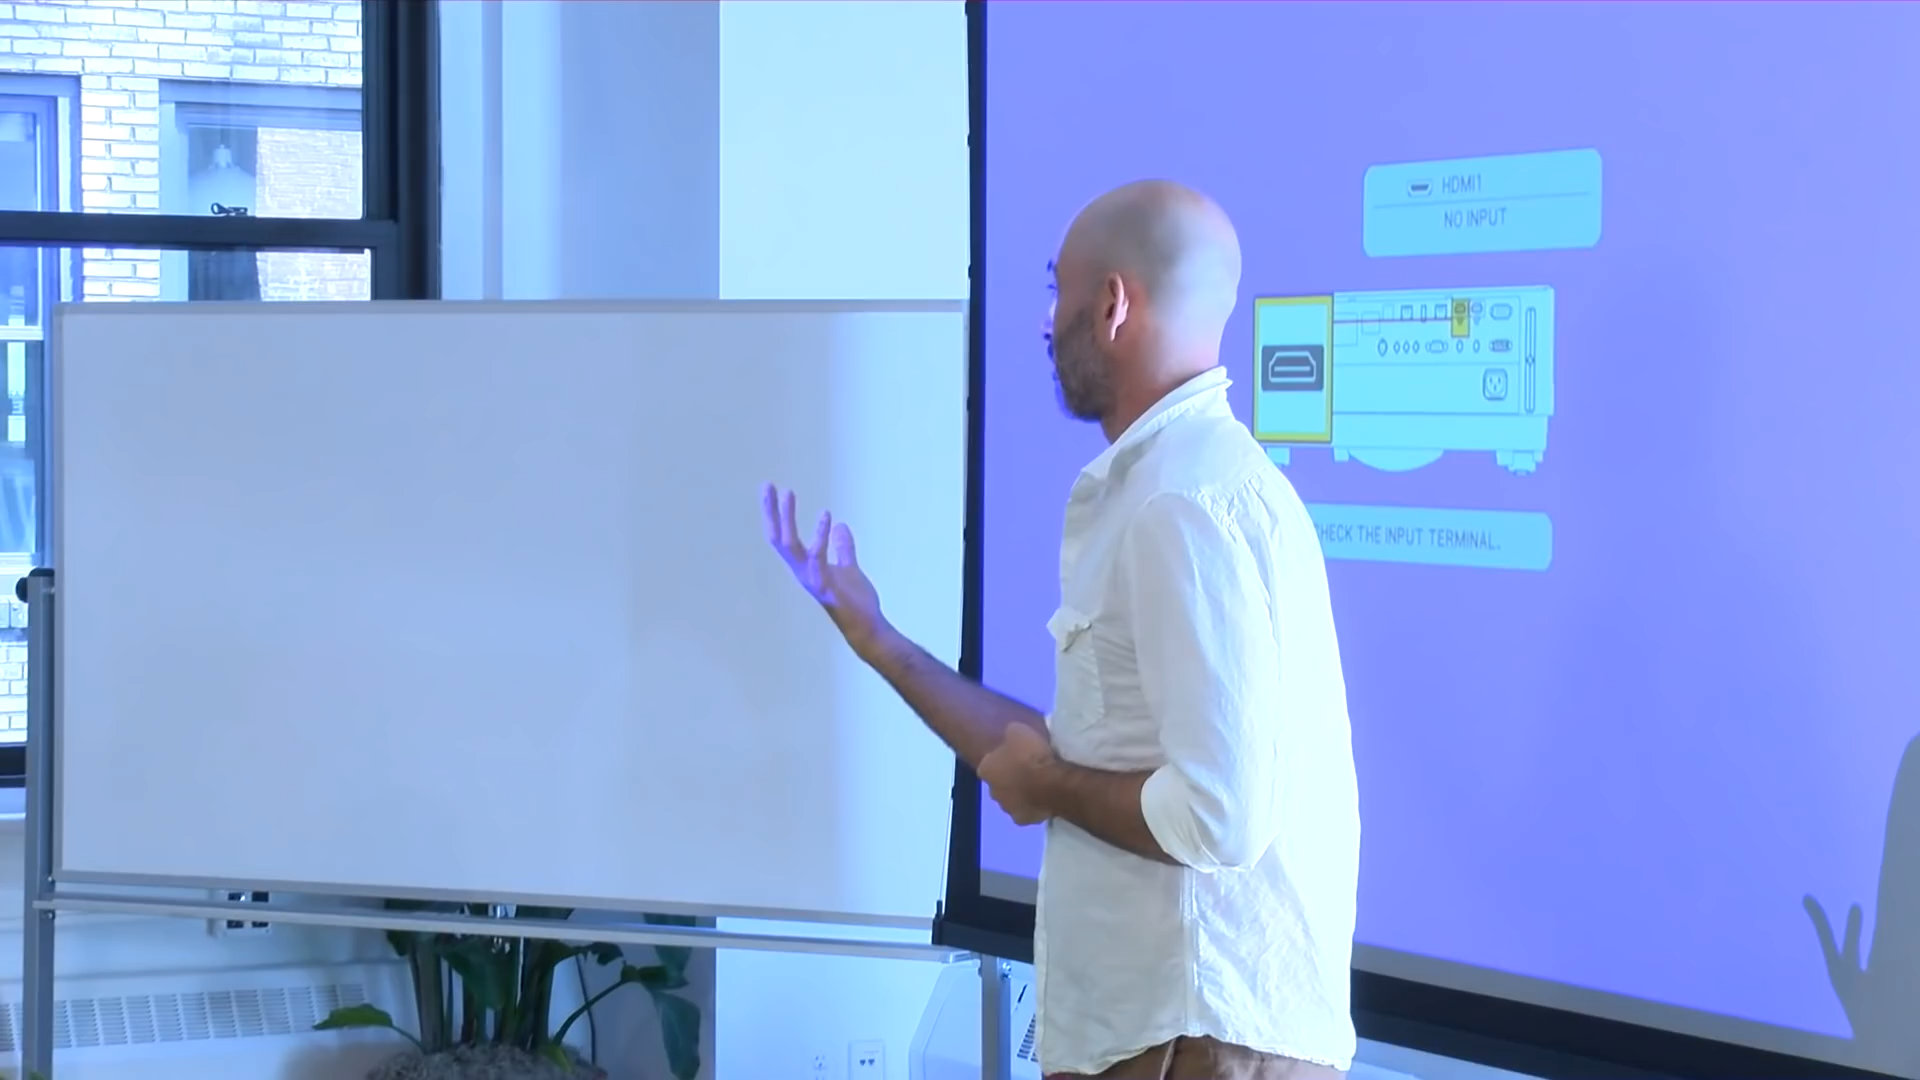 HDMI1
NO INPUT
CHECK THE INPUT TERMINAL.